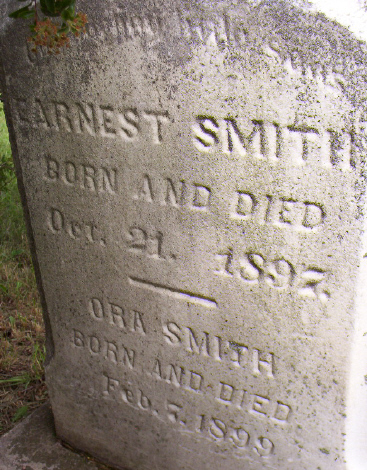 EARNEST SMITH
BORN AND DIED
Oct. 21. 1897.
ORA SMITH
BORN AND DIED
Feb. 7. 1899